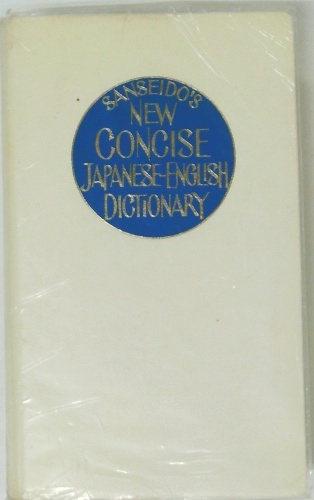 SANSEIDO'S
NEW
CONCISE
JAPANESE-ENGLISH
DICTIONARY